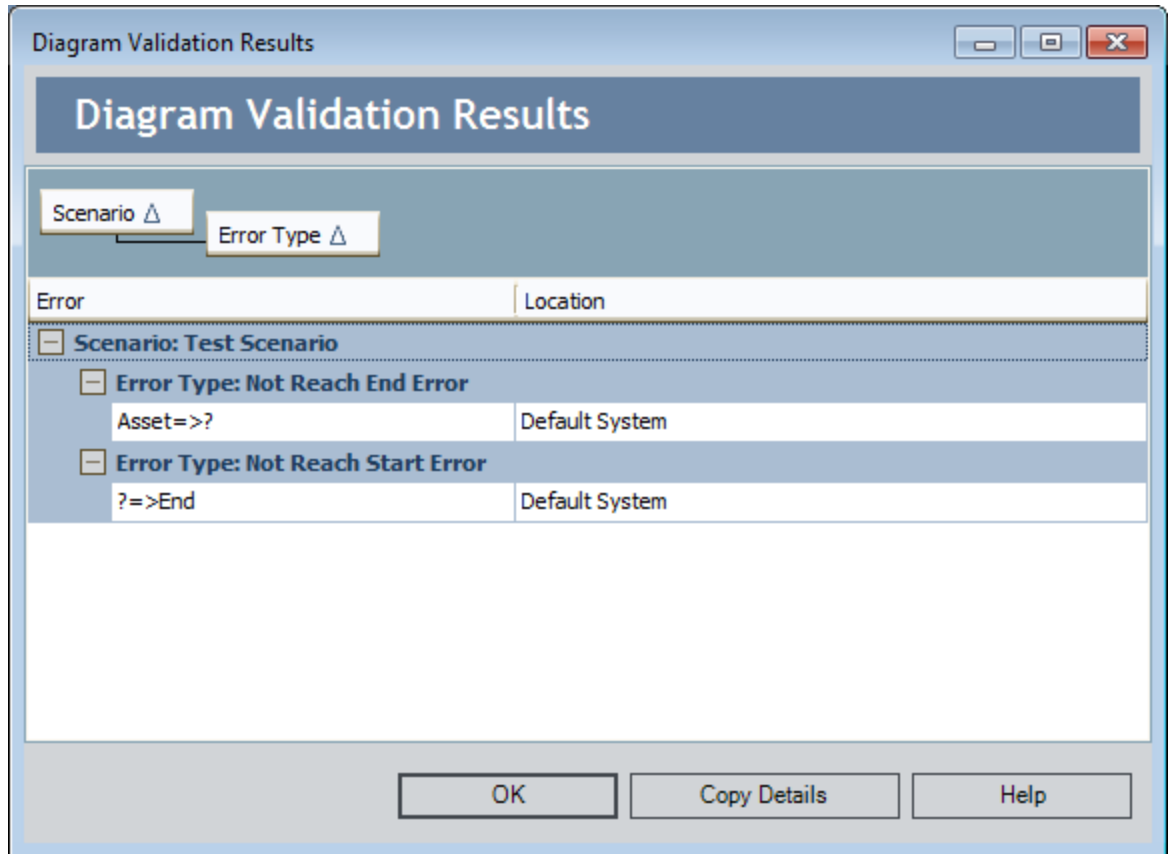 Diagram Validation Results
Diagram Validation Results
Scenario △
Error Type △
Error Location
Scenario: Test Scenario
Error Type: Not Reach End Error
Asset=>? Default System
Error Type: Not Reach Start Error
?=>End Default System
OK Copy Details Help